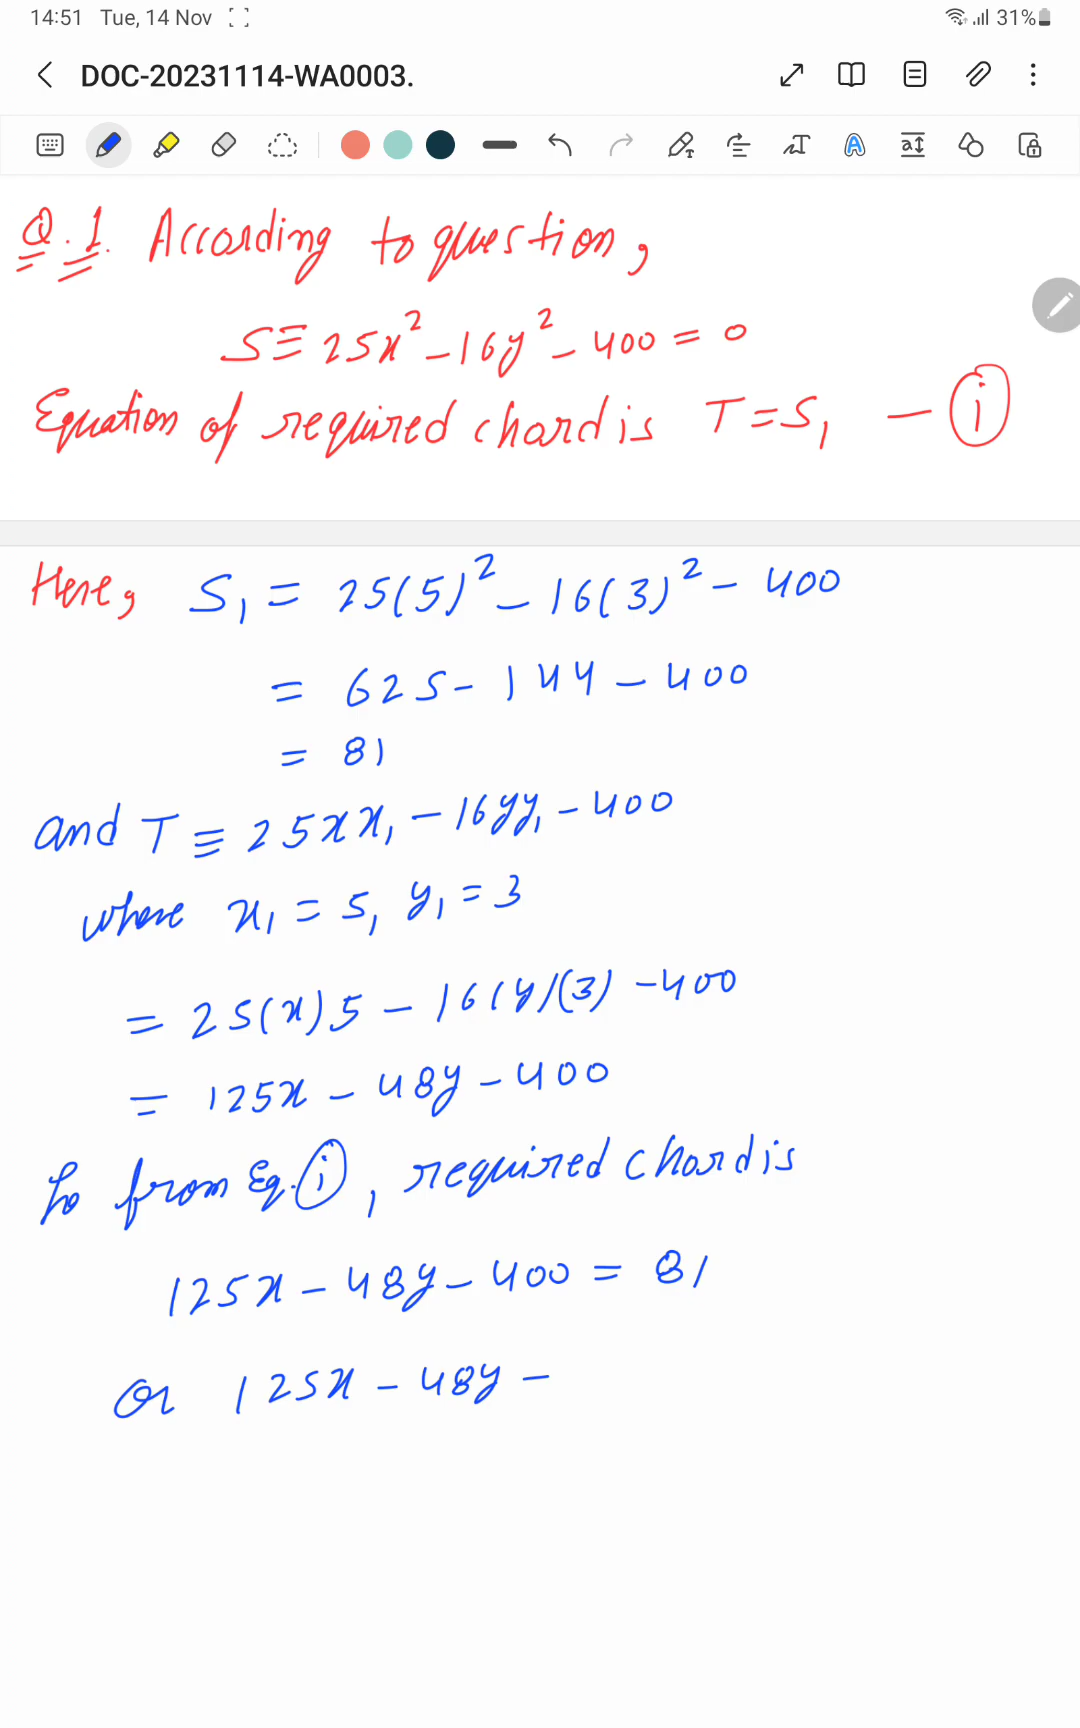 14:51 Tue, 14 Nov 31%
DOC-20231114-WA0003.
Q.1. According to question,
S≡ 25x² - 16y² - 400 = 0
Equation of required chord is T = S₁ - (i)
Here, S₁ = 25(5)² - 16(3)² - 400
= 625 - 144 - 400
= 81
and T ≡ 25xx₁ - 16yy₁ - 400
where x₁ = 5, y₁ = 3
= 25(x)5 - 16(y)(3) - 400
= 125x - 48y - 400
So from Eq.(i), required chord is
125x - 48y - 400 = 81
or 125x - 48y -